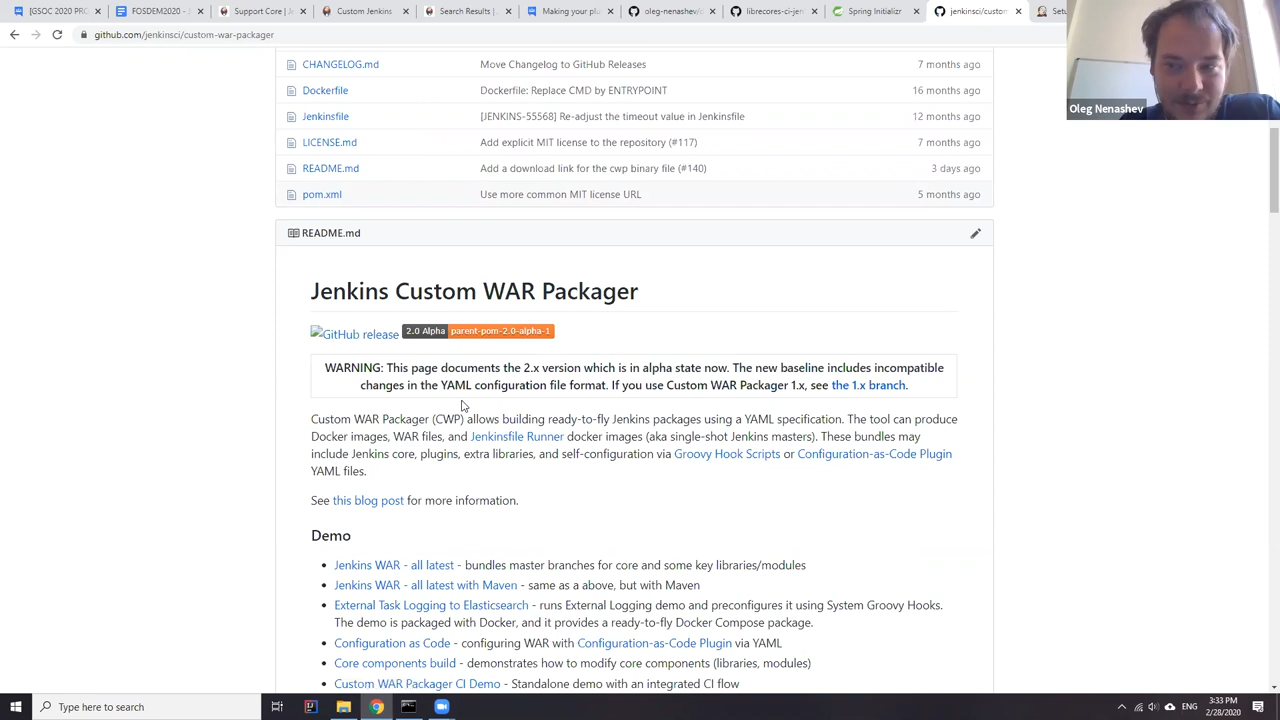 [GSOC 2020 PRO
FOSDEM2020 -
Support Core | Je
Custom Jenkins
Search Results |
Making your plu
oleg-nenashev/c
librecores-ci-jen
Spring Initializr
jenkinsci/custo
Setu
github.com/jenkinsci/custom-war-packager
Oleg Nenashev
CHANGELOG.md Move Changelog to GitHub Releases 7 months ago
Dockerfile Dockerfile: Replace CMD by ENTRYPOINT 16 months ago
Jenkinsfile [JENKINS-55568] Re-adjust the timeout value in Jenkinsfile 12 months ago
LICENSE.md Add explicit MIT license to the repository (#117) 7 months ago
README.md Add a download link for the cwp binary file (#140) 3 days ago
pom.xml Use more common MIT license URL 5 months ago
README.md
Jenkins Custom WAR Packager
GitHub release 2.0 Alpha parent-pom-2.0-alpha-1
WARNING: This page documents the 2.x version which is in alpha state now. The new baseline includes incompatible
changes in the YAML configuration file format. If you use Custom WAR Packager 1.x, see the 1.x branch.
Custom WAR Packager (CWP) allows building ready-to-fly Jenkins packages using a YAML specification. The tool can produce
Docker images, WAR files, and Jenkinsfile Runner docker images (aka single-shot Jenkins masters). These bundles may
include Jenkins core, plugins, extra libraries, and self-configuration via Groovy Hook Scripts or Configuration-as-Code Plugin
YAML files.
See this blog post for more information.
Demo
Jenkins WAR - all latest - bundles master branches for core and some key libraries/modules
Jenkins WAR - all latest with Maven - same as a above, but with Maven
External Task Logging to Elasticsearch - runs External Logging demo and preconfigures it using System Groovy Hooks.
The demo is packaged with Docker, and it provides a ready-to-fly Docker Compose package.
Configuration as Code - configuring WAR with Configuration-as-Code Plugin via YAML
Core components build - demonstrates how to modify core components (libraries, modules)
Custom WAR Packager CI Demo - Standalone demo with an integrated CI flow
Type here to search
ENG
3:33 PM
2/28/2020